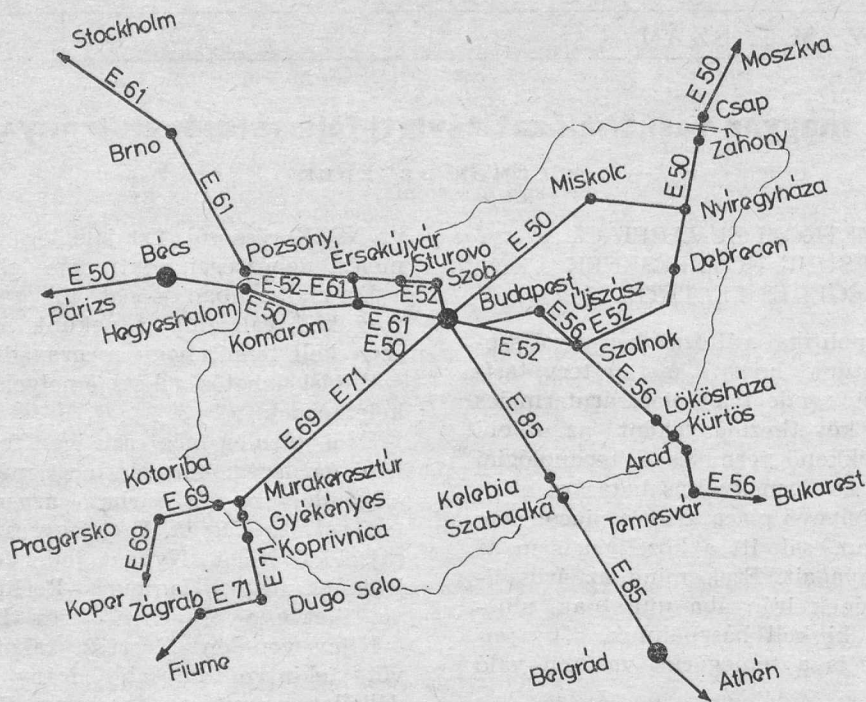 Stockholm
E 61
Brno
E 61
Moszkva
E 50
Csap
Záhony
E 50
Miskolc
Nyíregyháza
E 50
Debrecen
Bécs
E 50
Párizs
Pozsony
Érsekújvár
Sturovo
Szob
E 52
E 61
E 52
Hegyeshalom
E 50
Komárom
E 61
E 50
Budapest
Újszász
E 56
E 52
E 52
Szolnok
E 56
Lőkösháza
Kürtös
Arad
E 56
Bukarest
Temesvár
E 71
E 69
E 85
Kelebia
Szabadka
Kotoriba
Murakeresztúr
E 69
Gyékényes
Koprivnica
Pragersko
E 69
Koper
E 71
Zágráb
E 71
Dugo Selo
Fiume
E 85
Belgrád
Athén